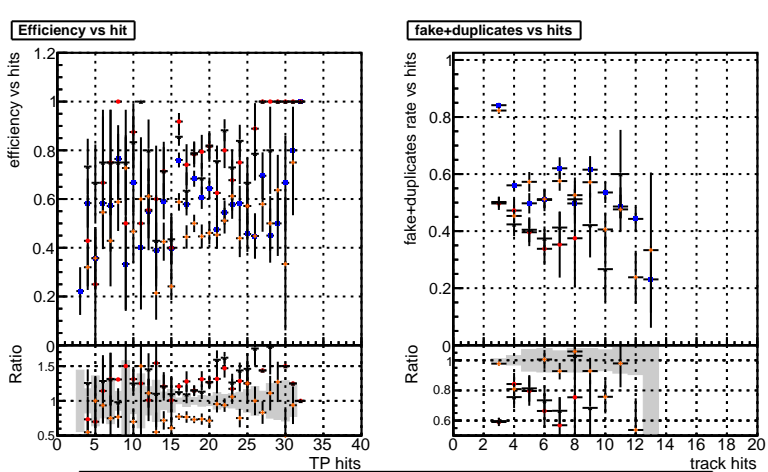 Efficiency vs hit
fake+duplicates vs hits
efficiency vs hits
1.2
1
0.8
0.6
0.4
0.2
0
Ratio
1.5
1
0.5
0 5 10 15 20 25 30 35 40
TP hits
fake+duplicates rate vs hits
1
0.8
0.6
0.4
0.2
0
Ratio
1
0.8
0.6
0 2 4 6 8 10 12 14 16 18 20
track hits